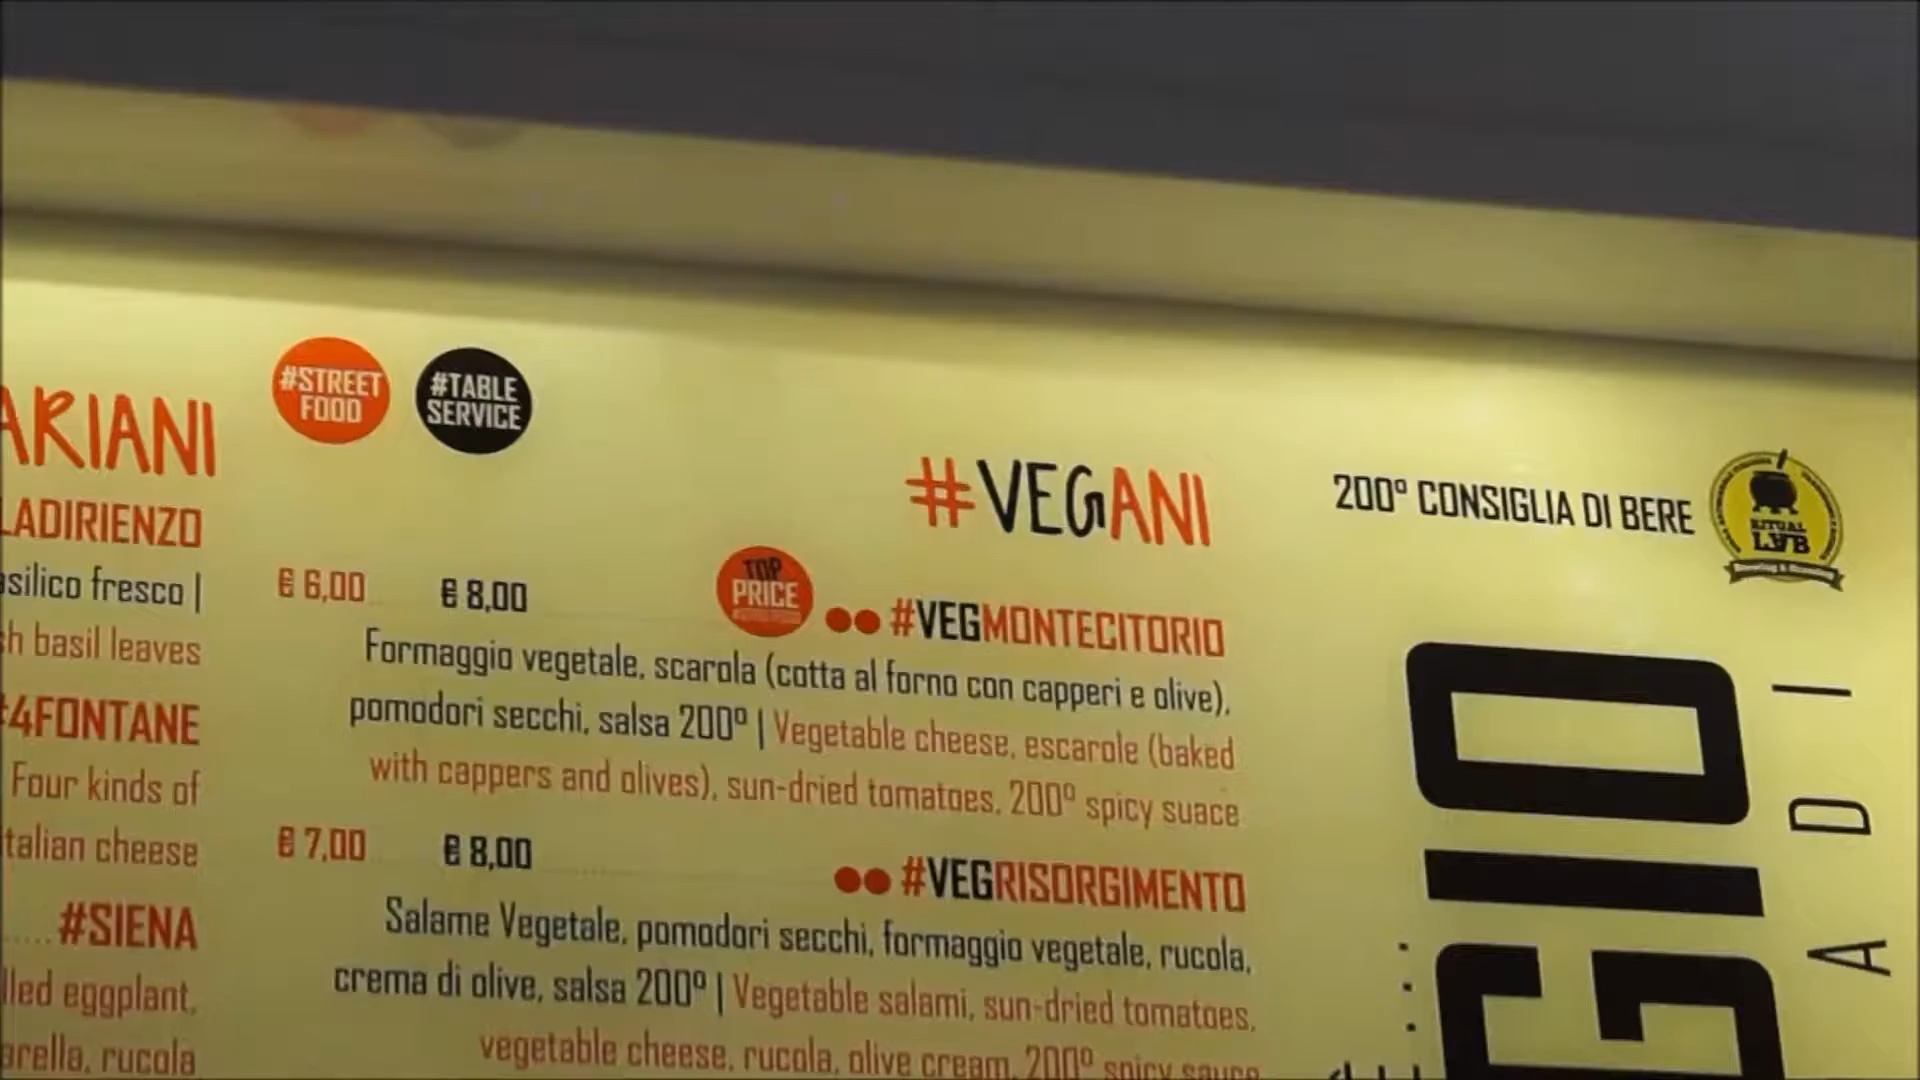 ARIANI
#STREET
FOOD
#TABLE
SERVICE
LADIRIENZO
silico fresco |
h basil leaves
#4FONTANE
Four kinds of
talian cheese
#SIENA
lled eggplant,
arella, rucola
#VEGANI
€ 6,00 € 8,00
TOP
PRICE
#VEGMONTECITORIO
Formaggio vegetale, scarola (cotta al forno con capperi e olive),
pomodori secchi, salsa 200° | Vegetable cheese, escarole (baked
with cappers and olives), sun-dried tomatoes, 200° spicy suace
€ 7,00 € 8,00
#VEGRISORGIMENTO
Salame Vegetale, pomodori secchi, formaggio vegetale, rucola,
crema di olive, salsa 200° | Vegetable salami, sun-dried tomatoes,
vegetable cheese, rucola, olive cream, 200° spicy sauce
200° CONSIGLIA DI BERE
RITUAL
LAB
GIO
A D I